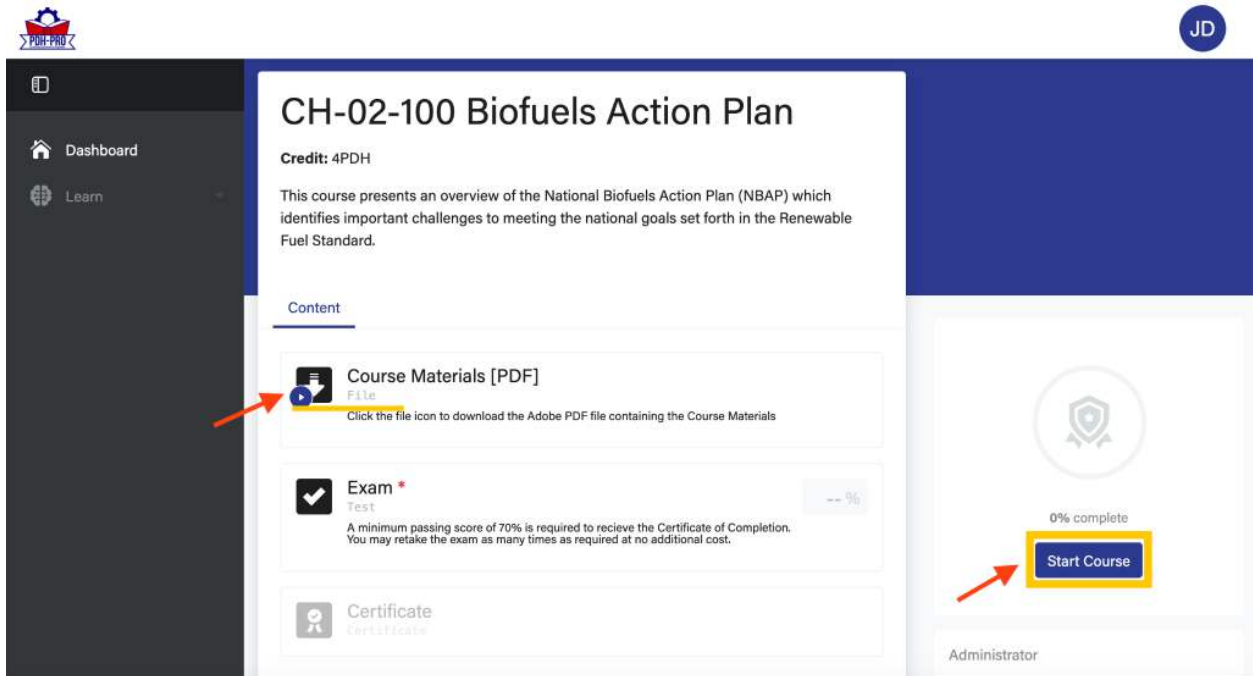 PDH-PRO
JD
Dashboard
Learn
CH-02-100 Biofuels Action Plan
Credit: 4PDH
This course presents an overview of the National Biofuels Action Plan (NBAP) which
identifies important challenges to meeting the national goals set forth in the Renewable
Fuel Standard.
Content
Course Materials [PDF]
File
Click the file icon to download the Adobe PDF file containing the Course Materials
Exam *
Test
-- %
A minimum passing score of 70% is required to recieve the Certificate of Completion.
You may retake the exam as many times as required at no additional cost.
Certificate
Certificate
0% complete
Start Course
Administrator